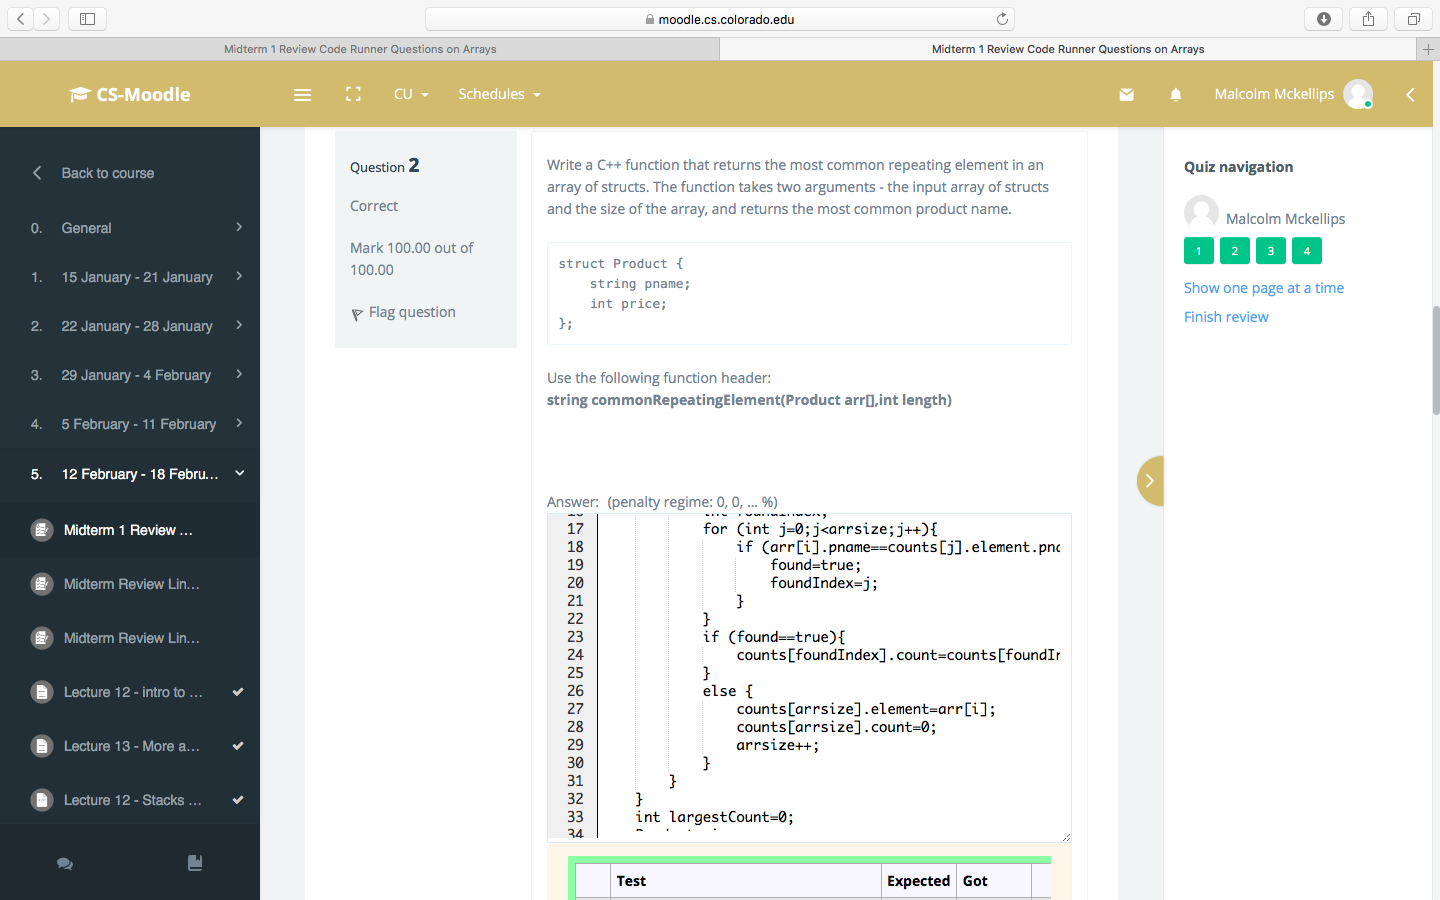 moodle.cs.colorado.edu
Midterm 1 Review Code Runner Questions on Arrays
Midterm 1 Review Code Runner Questions on Arrays
CS-Moodle
CU
Schedules
Malcolm Mckellips
Back to course
0. General
1. 15 January - 21 January
2. 22 January - 28 January
3. 29 January - 4 February
4. 5 February - 11 February
5. 12 February - 18 Febru...
Midterm 1 Review ...
Midterm Review Lin...
Midterm Review Lin...
Lecture 12 - intro to ...
Lecture 13 - More a...
Lecture 12 - Stacks ...
Question 2
Correct
Mark 100.00 out of
100.00
Flag question
Write a C++ function that returns the most common repeating element in an
array of structs. The function takes two arguments - the input array of structs
and the size of the array, and returns the most common product name.
struct Product {
string pname;
int price;
};
Use the following function header:
string commonRepeatingElement(Product arr[],int length)
Answer: (penalty regime: 0, 0, ... %)
17 for (int j=0;j<arrsize;j++){
18 if (arr[i].pname==counts[j].element.pna
19 found=true;
20 foundIndex=j;
21 }
22 }
23 if (found==true){
24 counts[foundIndex].count=counts[foundIn
25 }
26 else {
27 counts[arrsize].element=arr[i];
28 counts[arrsize].count=0;
29 arrsize++;
30 }
31 }
32 }
33 int largestCount=0;
34
Test Expected Got
Quiz navigation
Malcolm Mckellips
1 2 3 4
Show one page at a time
Finish review